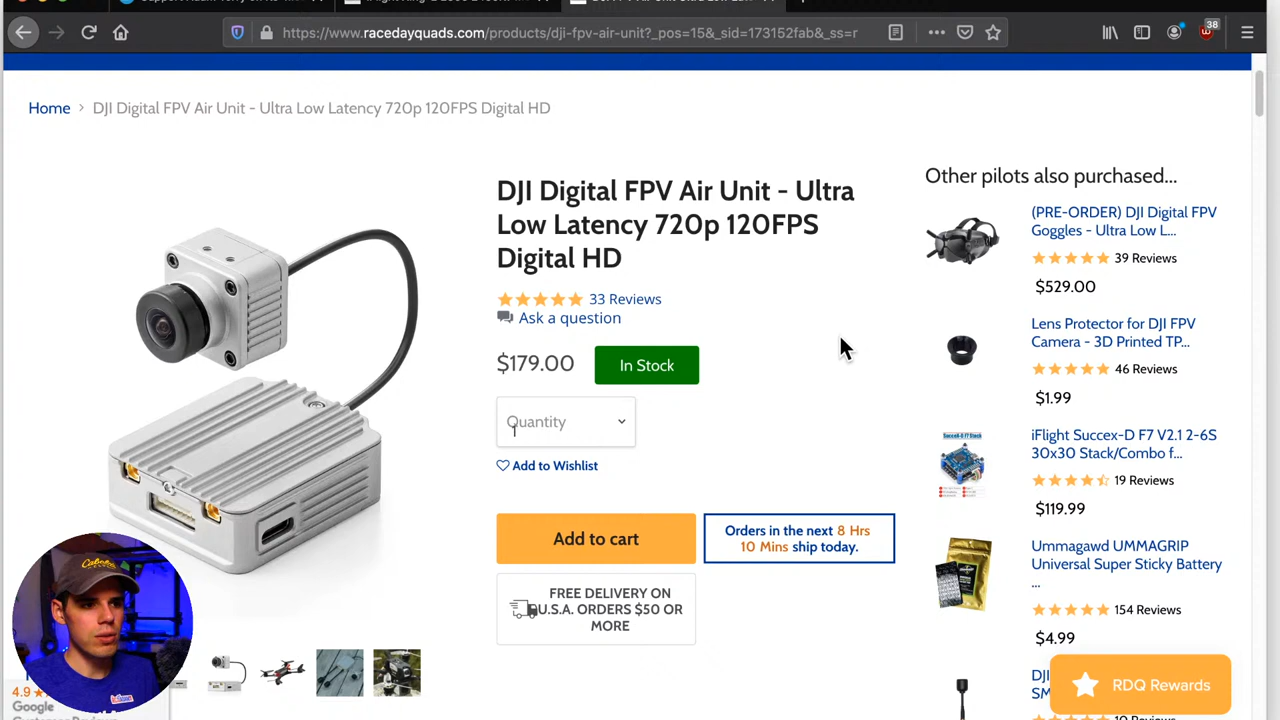 https://www.racedayquads.com/products/dji-fpv-air-unit?_pos=15&_sid=173152fab&_ss=r
38
Home > DJI Digital FPV Air Unit - Ultra Low Latency 720p 120FPS Digital HD
DJI Digital FPV Air Unit - Ultra
Low Latency 720p 120FPS
Digital HD
33 Reviews
Ask a question
$179.00
In Stock
Quantity
Add to Wishlist
Add to cart
Orders in the next 8 Hrs
10 Mins ship today.
FREE DELIVERY ON
U.S.A. ORDERS $50 OR
MORE
Other pilots also purchased...
(PRE-ORDER) DJI Digital FPV
Goggles - Ultra Low L...
39 Reviews
$529.00
Lens Protector for DJI FPV
Camera - 3D Printed TP...
46 Reviews
$1.99
iFlight Succex-D F7 V2.1 2-6S
30x30 Stack/Combo f...
19 Reviews
$119.99
Ummagawd UMMAGRIP
Universal Super Sticky Battery
...
154 Reviews
$4.99
RDQ Rewards
4.9
Google